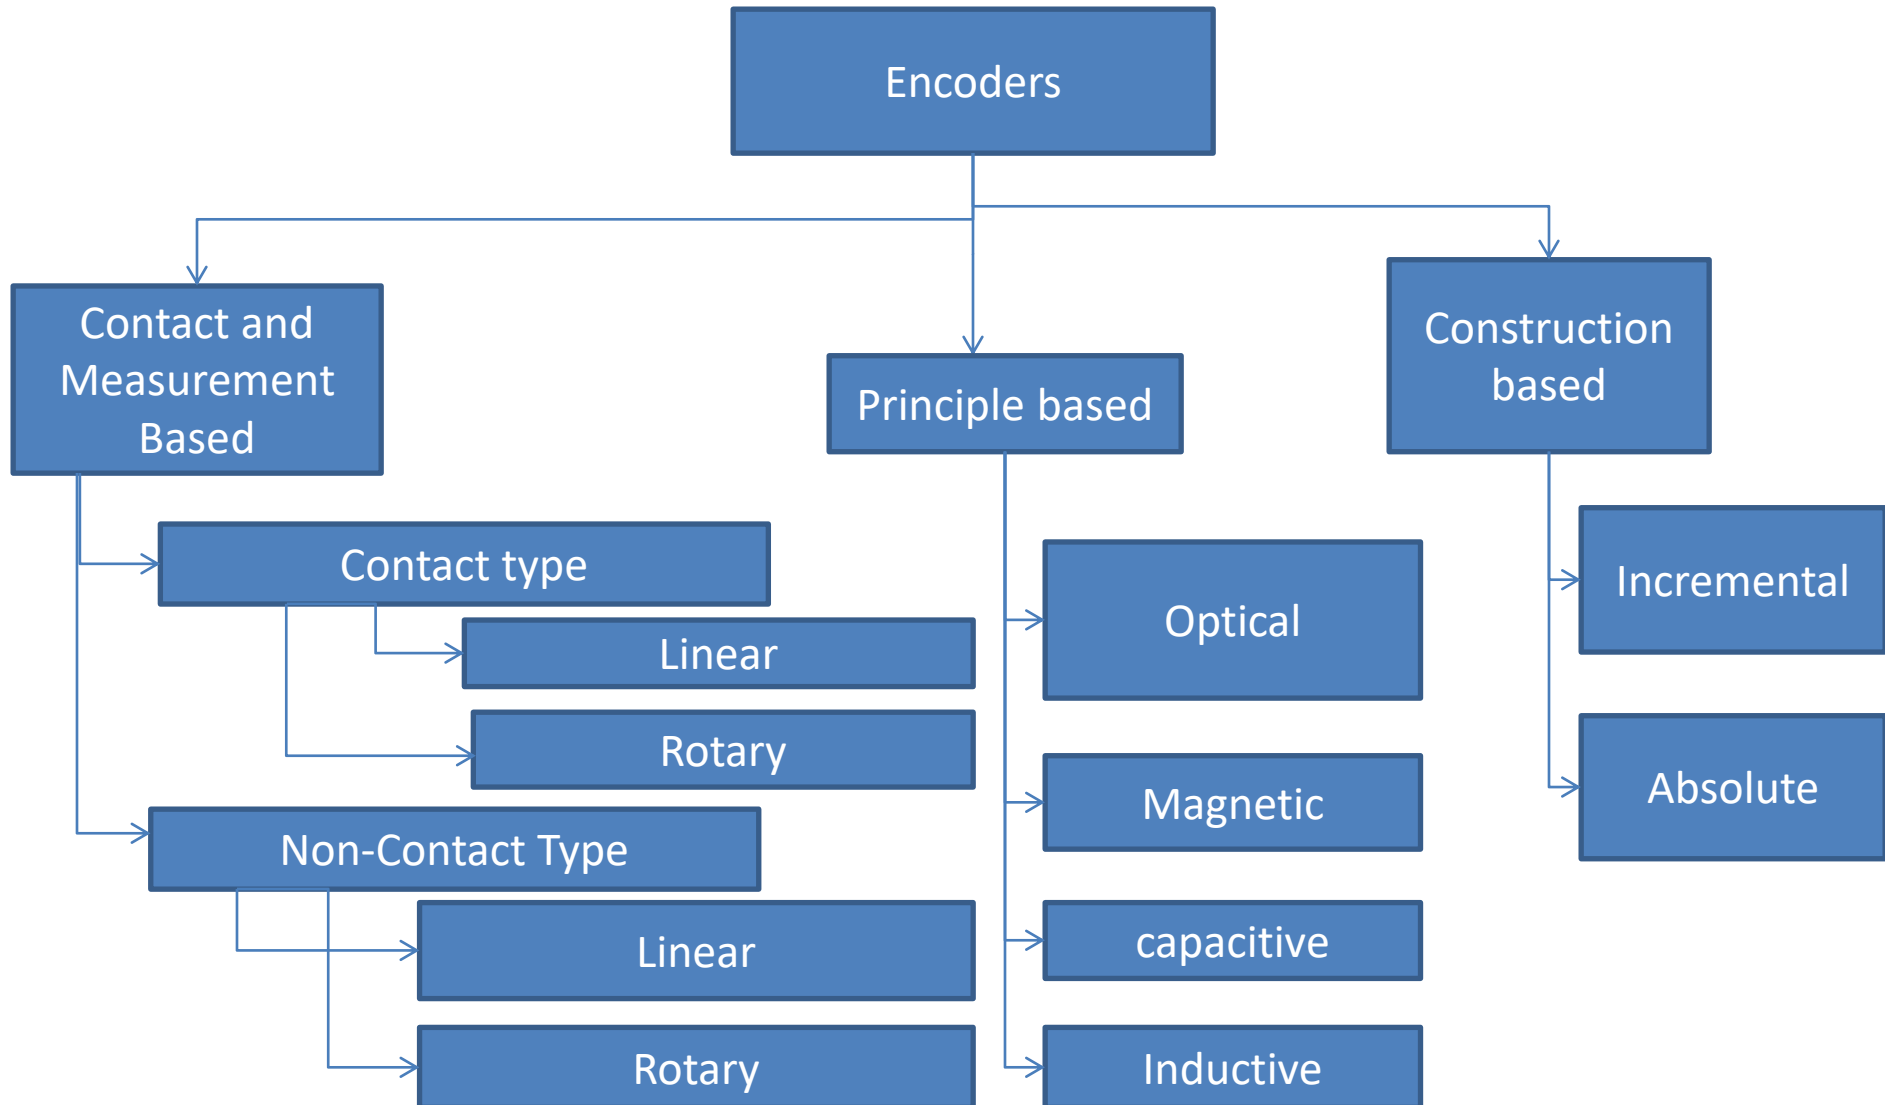 Encoders
Contact and
Measurement
Based
Principle based
Construction
based
Contact type
Linear
Rotary
Non-Contact Type
Linear
Rotary
Optical
Magnetic
capacitive
Inductive
Incremental
Absolute